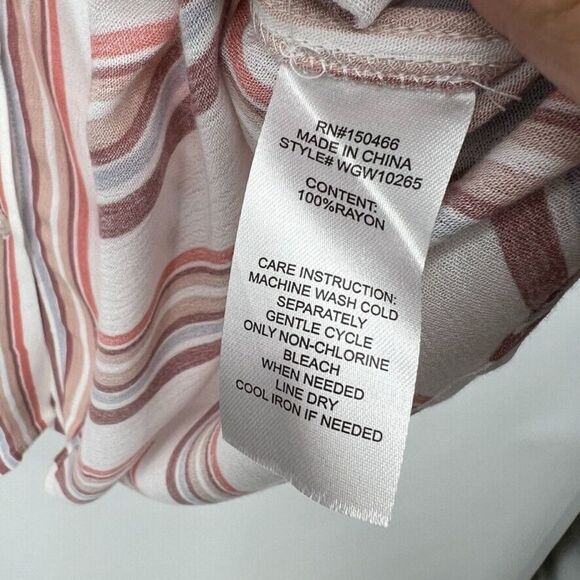 RN#150466
MADE IN CHINA
STYLE# WGW10265
CONTENT:
100%RAYON
CARE INSTRUCTION:
MACHINE WASH COLD
SEPARATELY
GENTLE CYCLE
ONLY NON-CHLORINE
BLEACH
WHEN NEEDED
LINE DRY
COOL IRON IF NEEDED